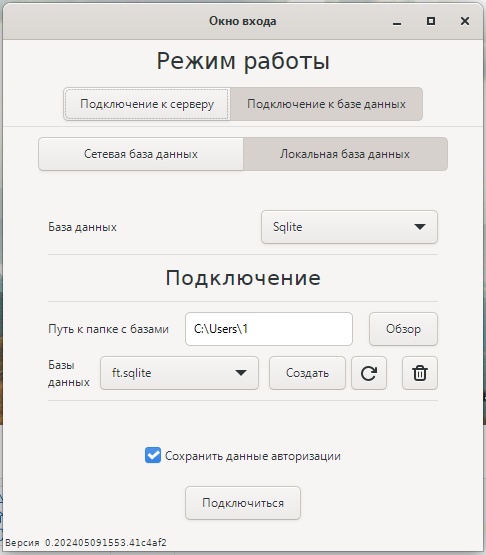 Окно входа
Режим работы
Подключение к серверу Подключение к базе данных
Сетевая база данных Локальная база данных
База данных Sqlite
Подключение
Путь к папке с базами C:\Users\1 Обзор
Базы
данных ft.sqlite Создать
Сохранить данные авторизации
Подключиться
Версия 0.202405091553.41c4af2